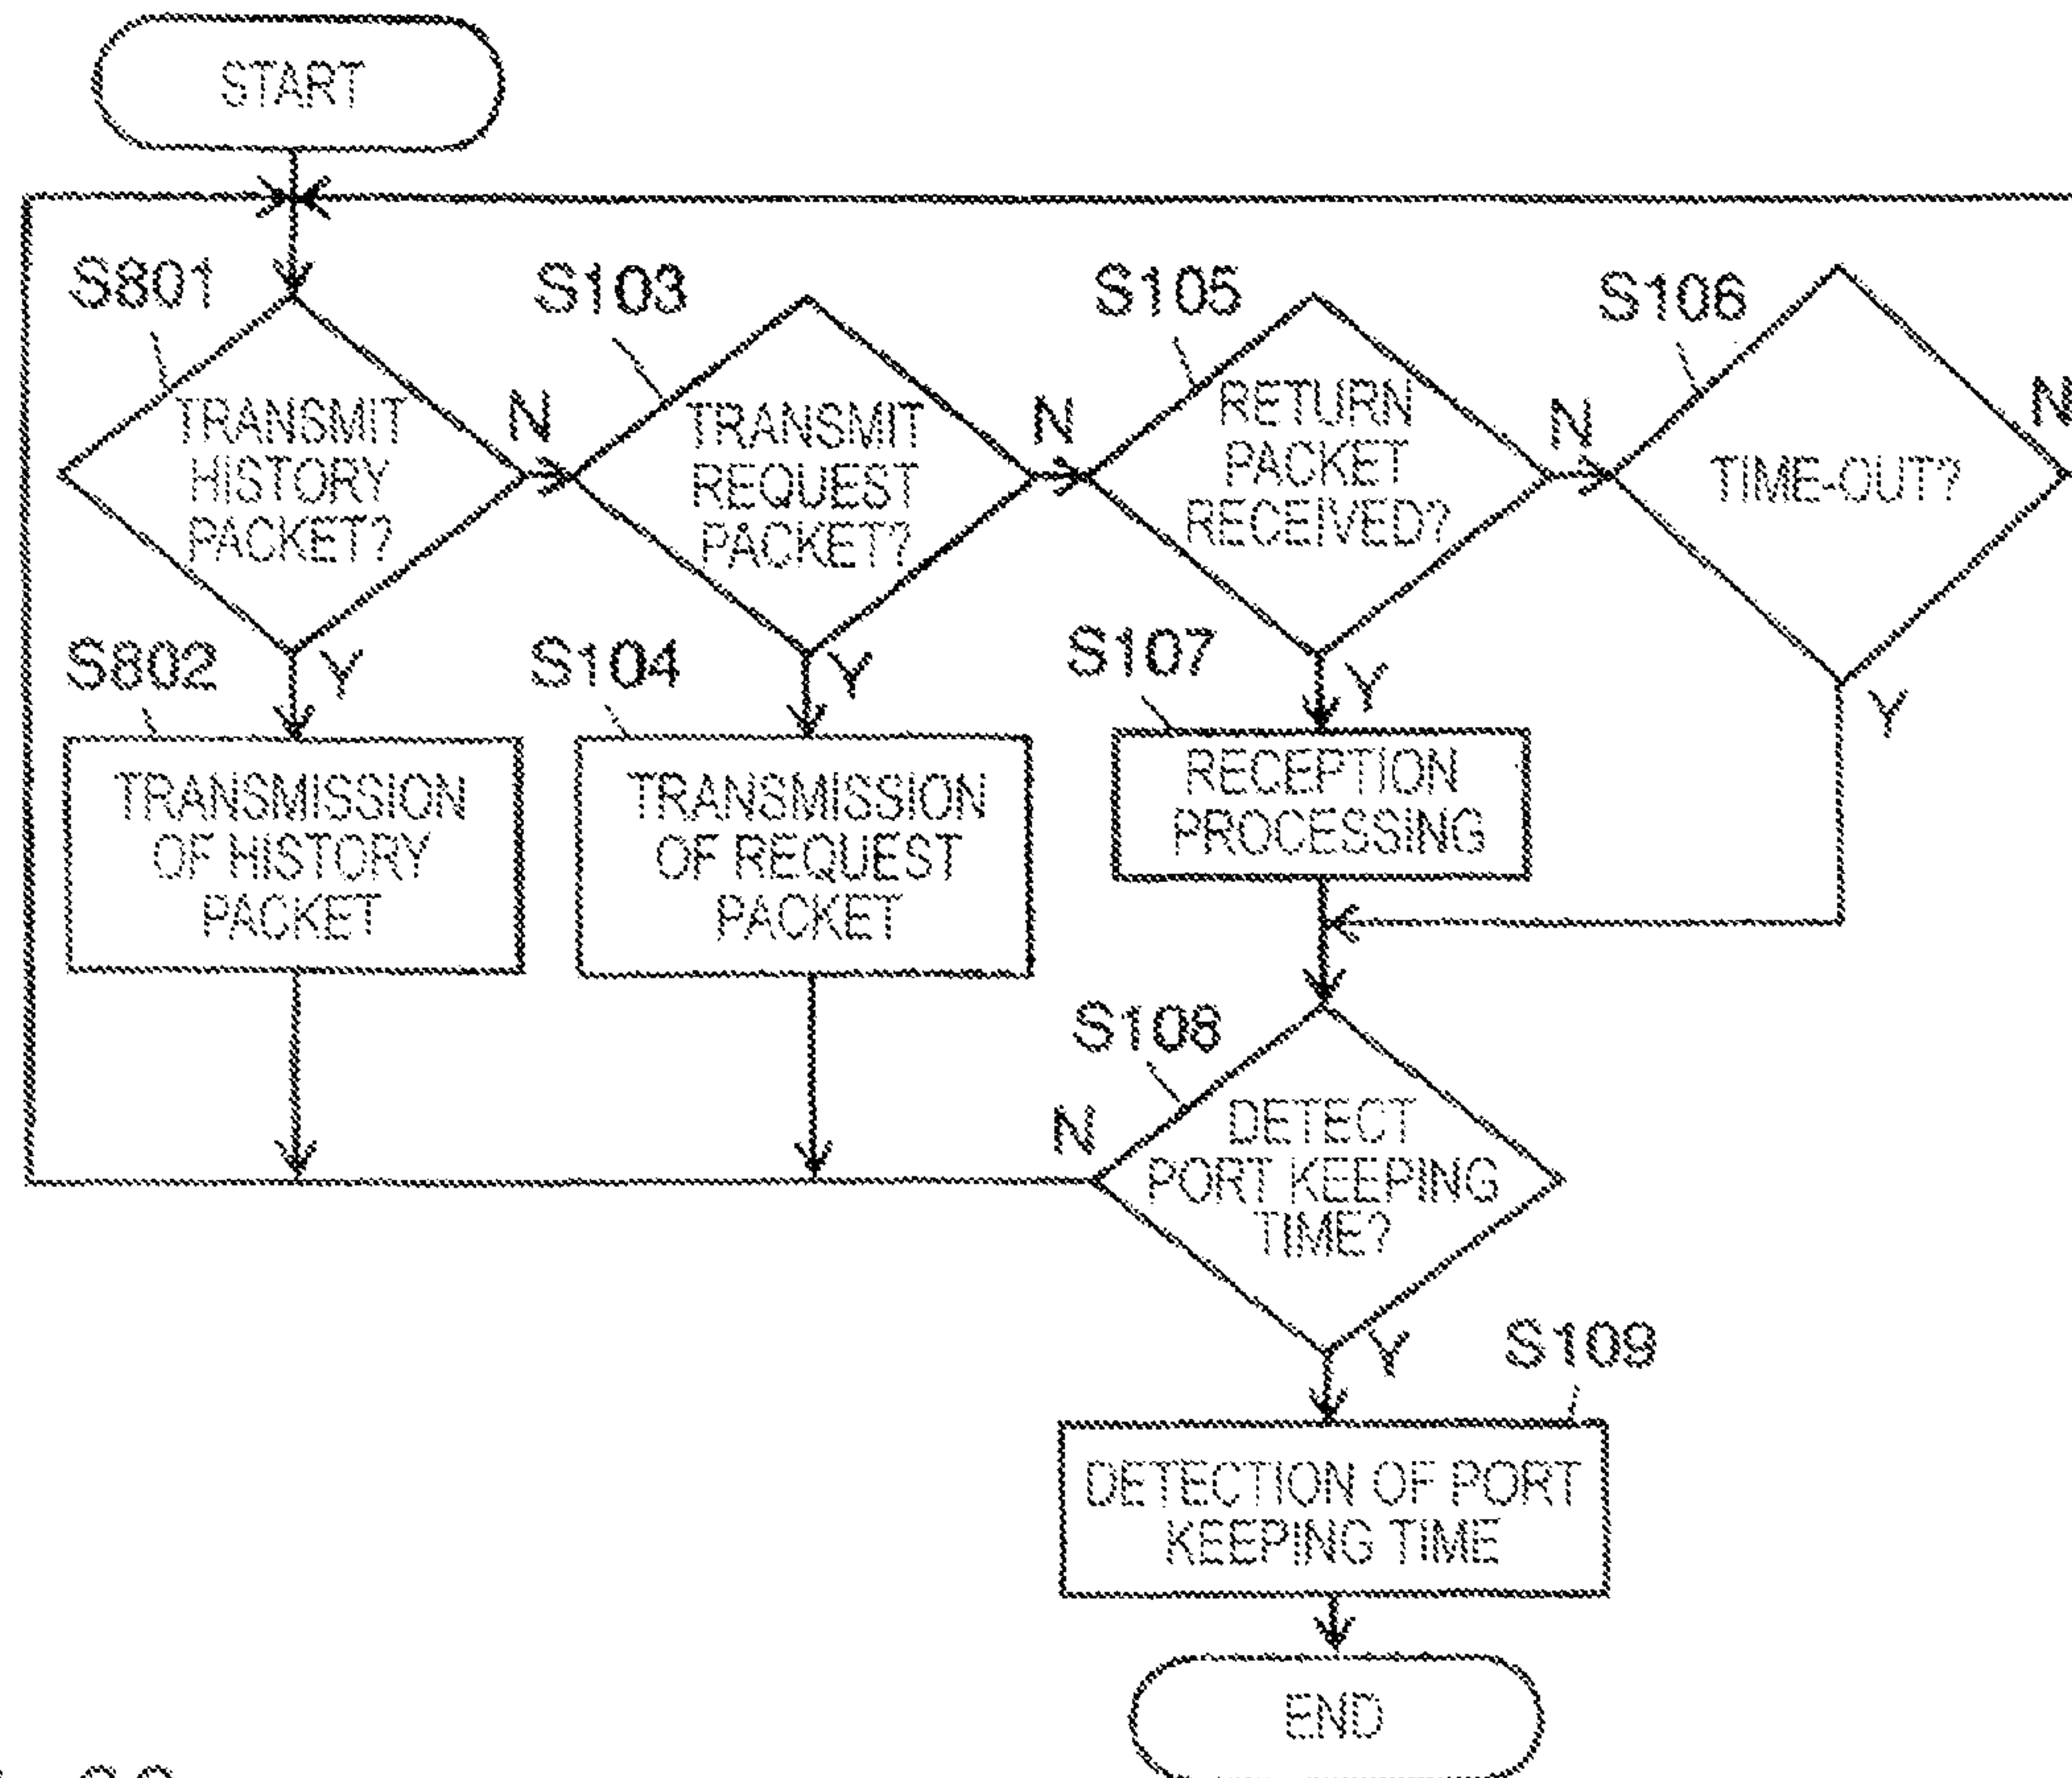 START
S801
TRANSMIT
HISTORY
PACKET?
N
Y
S103
TRANSMIT
REQUEST
PACKET?
N
Y
S105
RETURN
PACKET
RECEIVED?
N
Y
S106
TIME-OUT?
N
Y
S802
TRANSMISSION
OF HISTORY
PACKET
S104
TRANSMISSION
OF REQUEST
PACKET
S107
RECEPTION
PROCESSING
S108
DETECT
PORT KEEPING
TIME?
N
Y
S109
DETECTION OF PORT
KEEPING TIME
END